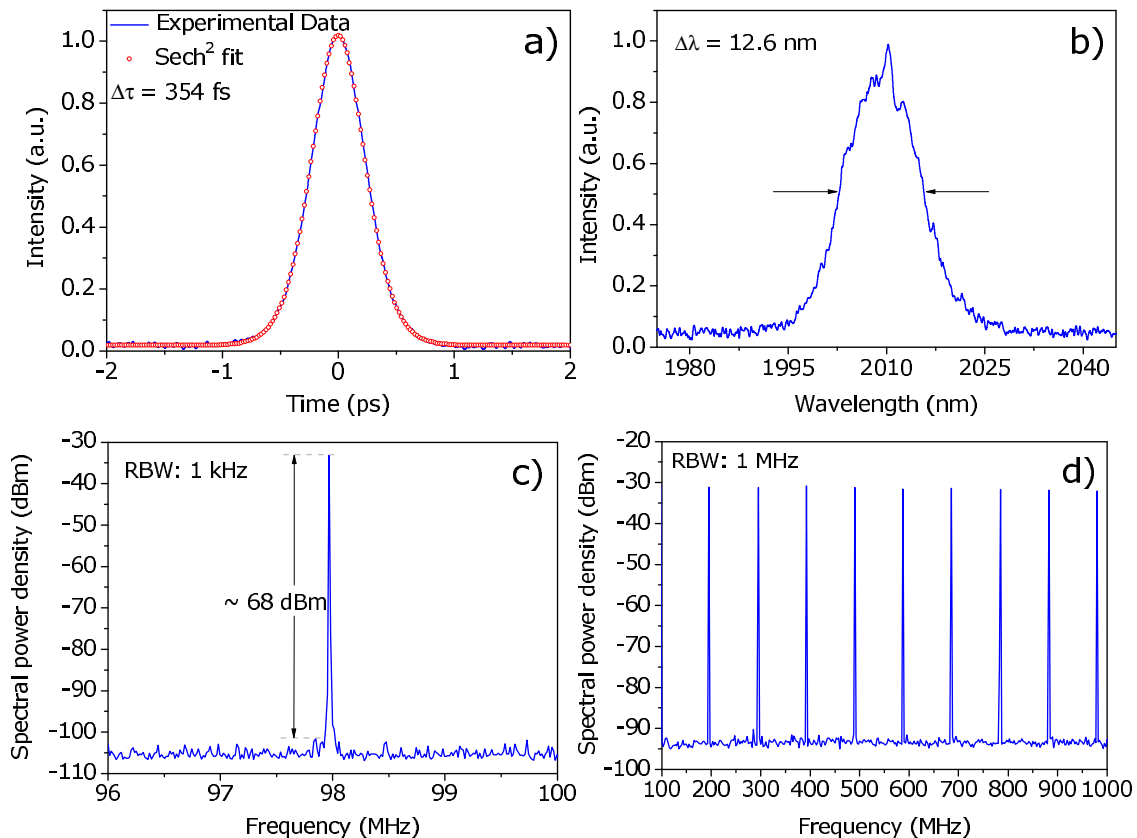 Experimental Data
Sech² fit
Δτ = 354 fs
a)
1.0
0.8
0.6
0.4
0.2
0.0
Intensity (a.u.)
-2
-1
0
1
2
Time (ps)
Δλ = 12.6 nm
b)
1.0
0.8
0.6
0.4
0.2
0.0
Intensity (a.u.)
1980
1995
2010
2025
2040
Wavelength (nm)
RBW: 1 kHz
c)
~ 68 dBm
-30
-40
-50
-60
-70
-80
-90
-100
-110
Spectral power density (dBm)
96
97
98
99
100
Frequency (MHz)
RBW: 1 MHz
d)
-20
-30
-40
-50
-60
-70
-80
-90
-100
Spectral power density (dBm)
100
200
300
400
500
600
700
800
900
1000
Frequency (MHz)